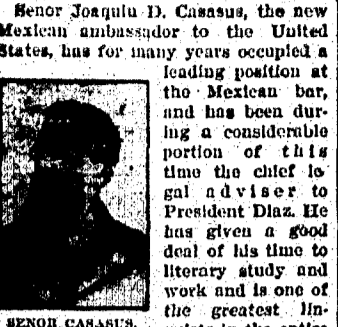 Senor Joaquin D. Casasus, the new
Mexican ambassador to the United
States, has for many years occupied a
leading position at
the Mexican bar,
and has been dur-
ing a considerable
portion of this
time the chief le-
gal adviser to
President Diaz. He
has given a good
deal of his time to
literary study and
work and is one of
the greatest lin-
in the entire
SENOR CASASUS.